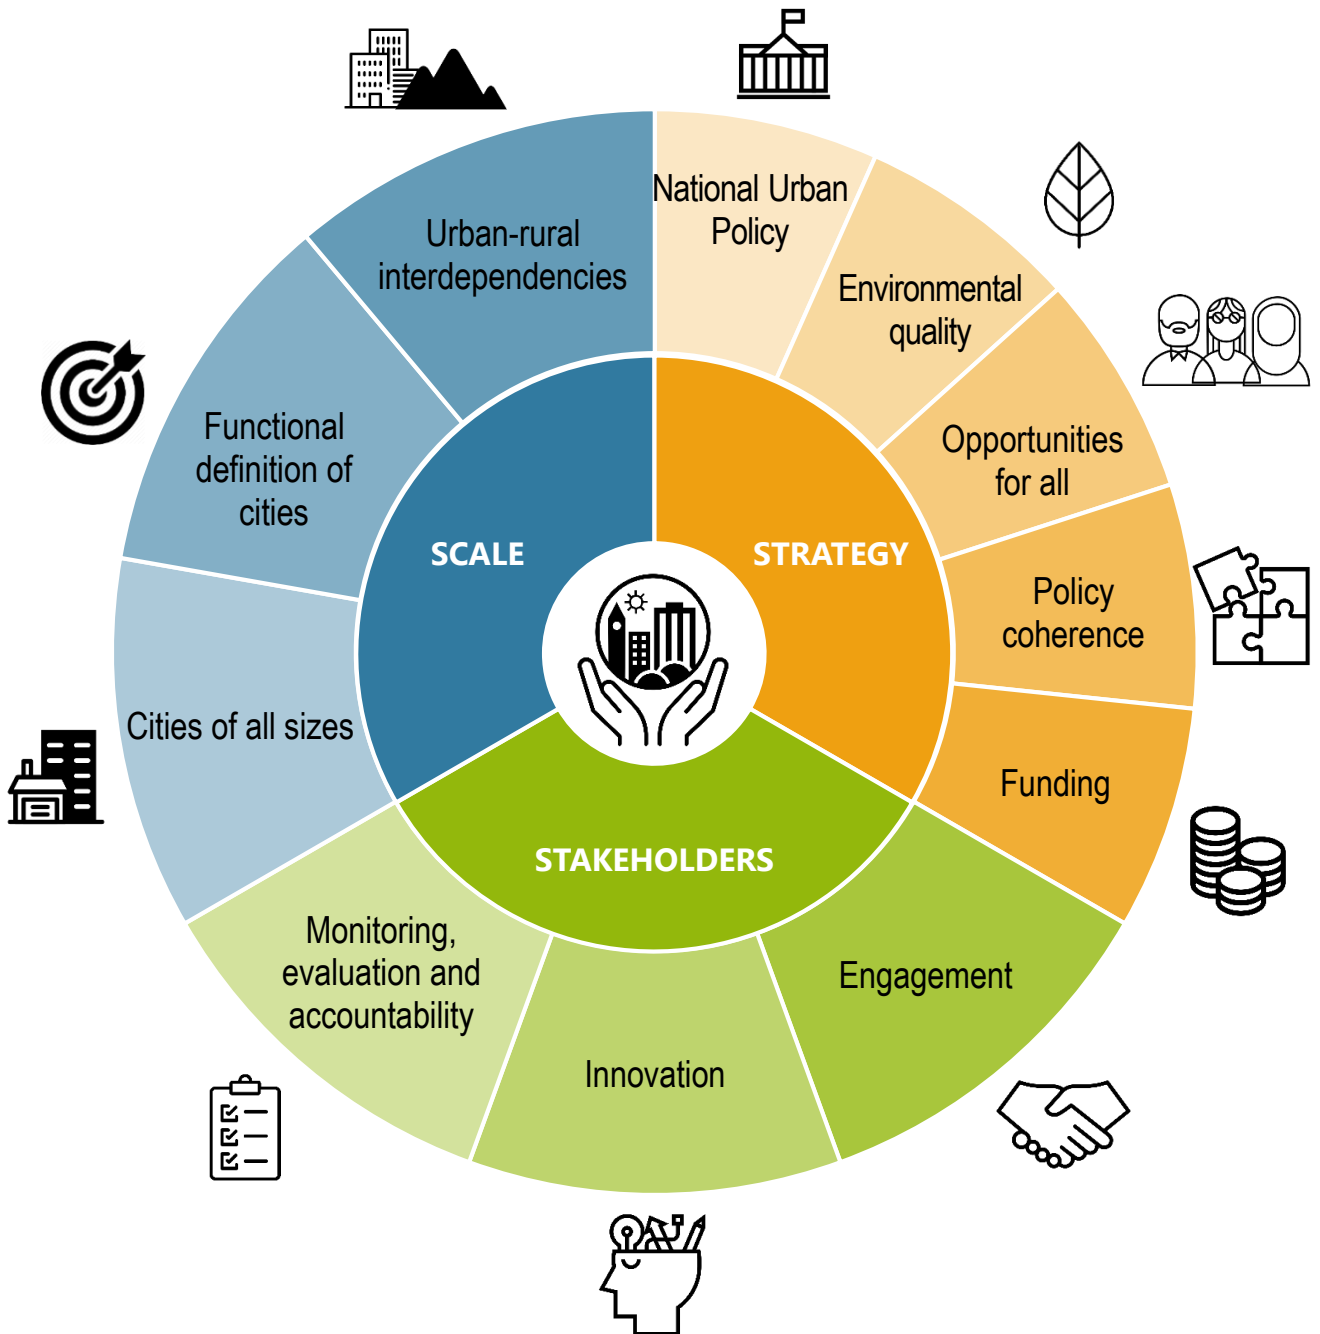 Urban-rural
interdependencies
National Urban
Policy
Environmental
quality
Opportunities
for all
Functional
definition of
cities
SCALE
STRATEGY
Policy
coherence
Cities of all sizes
Funding
STAKEHOLDERS
Monitoring,
evaluation and
accountability
Engagement
Innovation